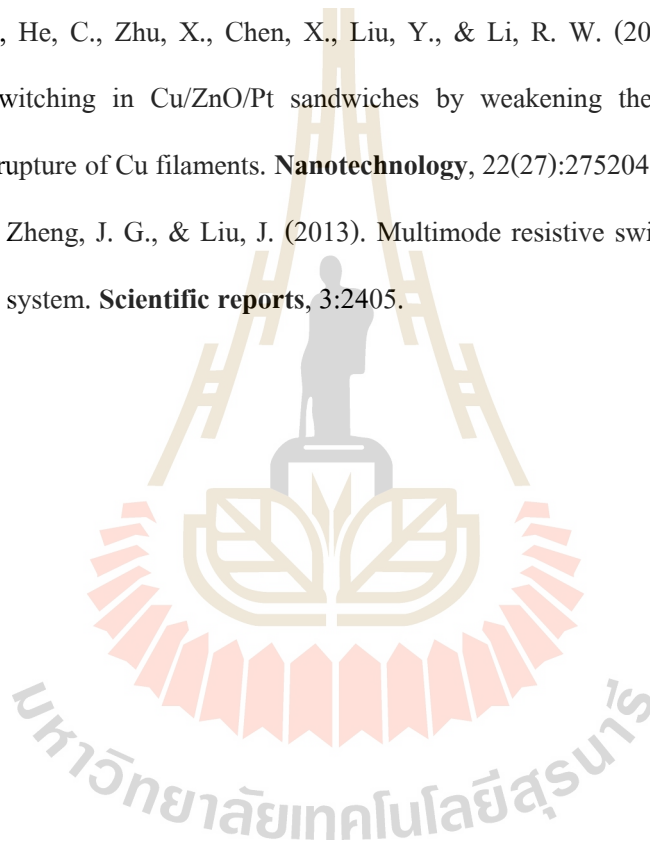 , He, C., Zhu, X., Chen, X., Liu, Y., & Li, R. W. (20
witching in Cu/ZnO/Pt sandwiches by weakening the
rupture of Cu filaments. Nanotechnology, 22(27):275204
Zheng, J. G., & Liu, J. (2013). Multimode resistive swi
system. Scientific reports, 3:2405.
มหาวิทยาลัยเทคโนโลยีสุรนารี